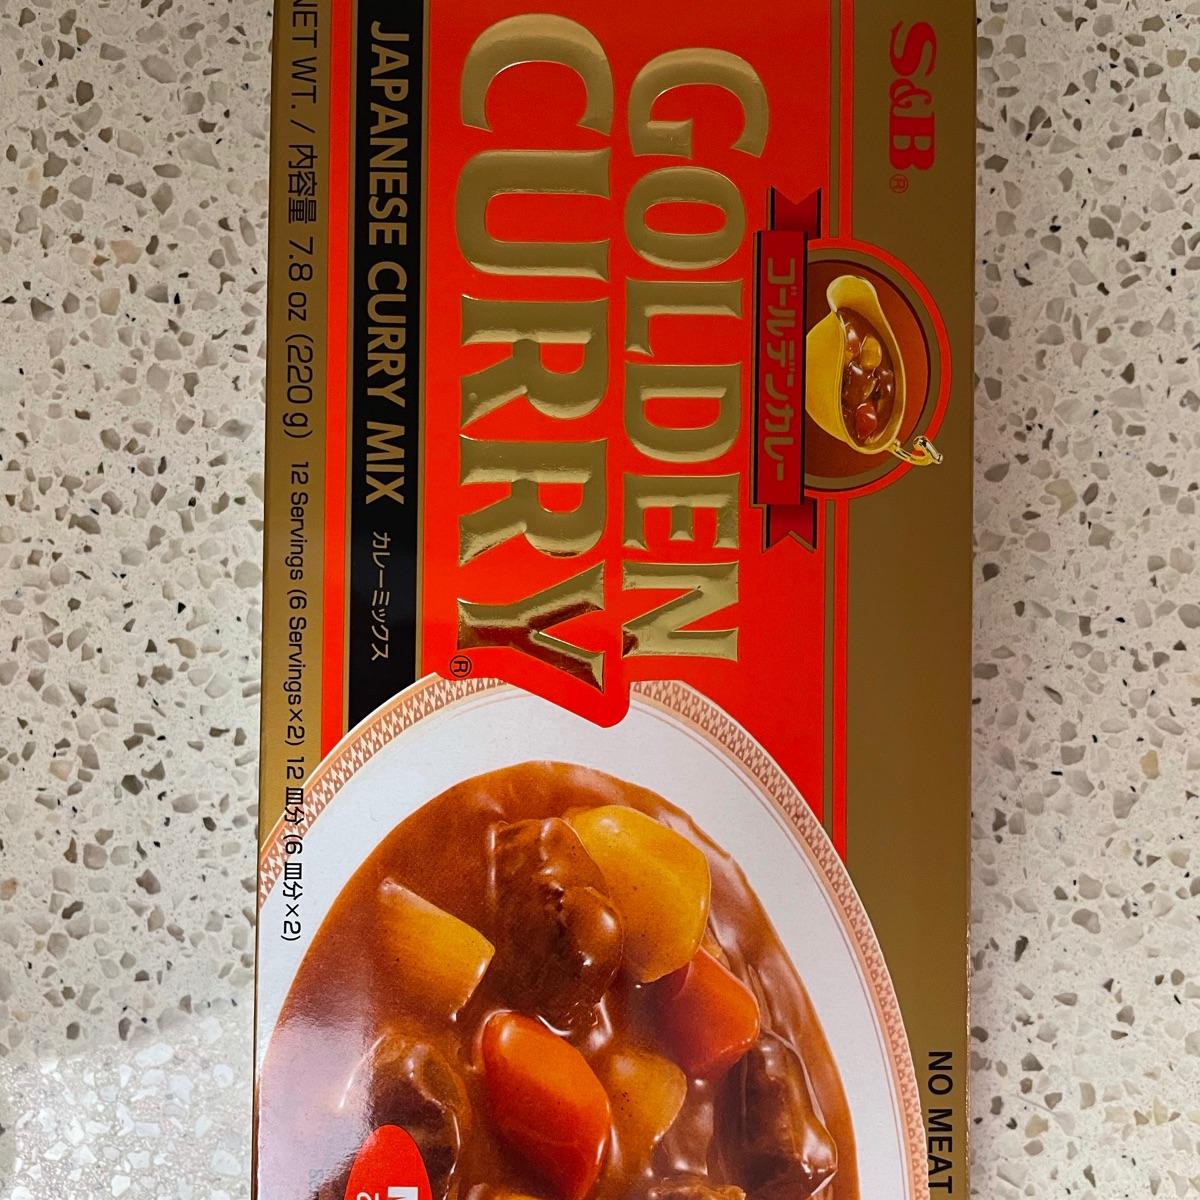 S&B®
ゴールデンカレー
GOLDEN
CURRY®
JAPANESE CURRY MIX カレーミックス
NET WT. / 内容量 7.8 oz (220 g) 12 Servings (6 Servings×2) 12 皿分 (6 皿分×2)
NO MEAT